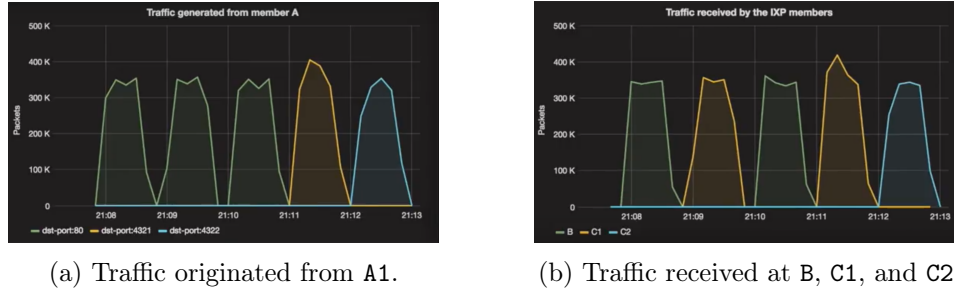 Traffic generated from member A
500 K
400 K
300 K
200 K
100 K
0
Packets
21:08 21:09 21:10 21:11 21:12 21:13
dst-port:80 dst-port:4321 dst-port:4322
(a) Traffic originated from A1.
Traffic received by the IXP members
500 K
400 K
300 K
200 K
100 K
0
Packets
21:08 21:09 21:10 21:11 21:12 21:13
B C1 C2
(b) Traffic received at B, C1, and C2